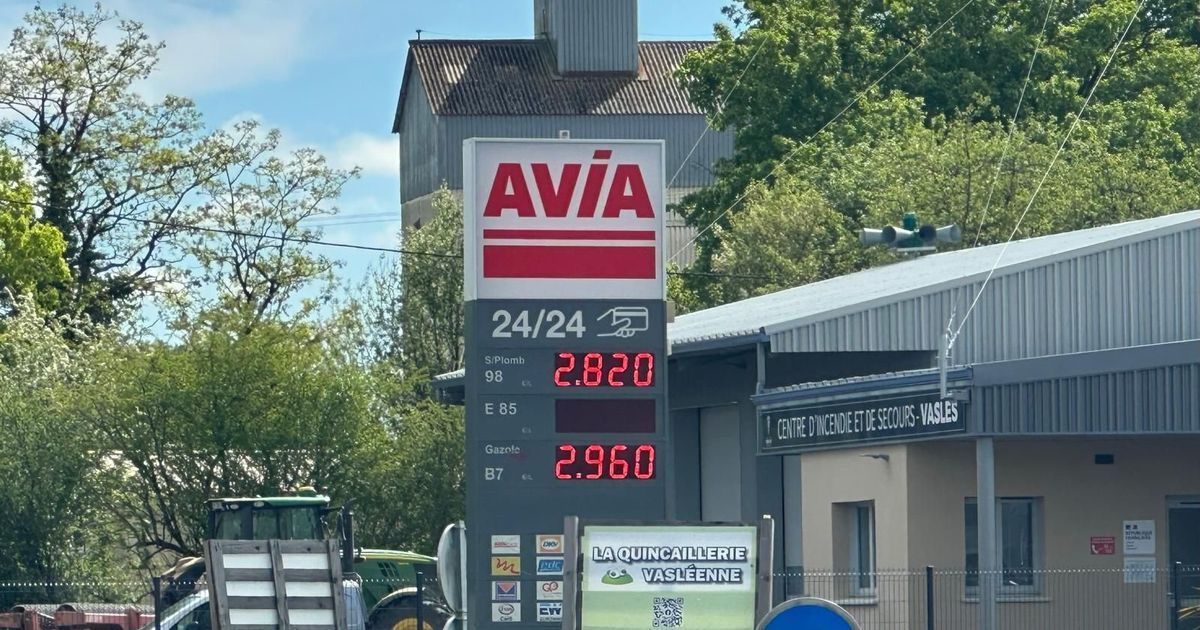 AVIA
24/24
S/Plomb
98 2.820
E 85
Gazole
B7 2.960
CENTRE D'INCENDIE ET DE SECOURS - VASLES
DKV
LA QUINCAILLERIE
VASLÉENNE